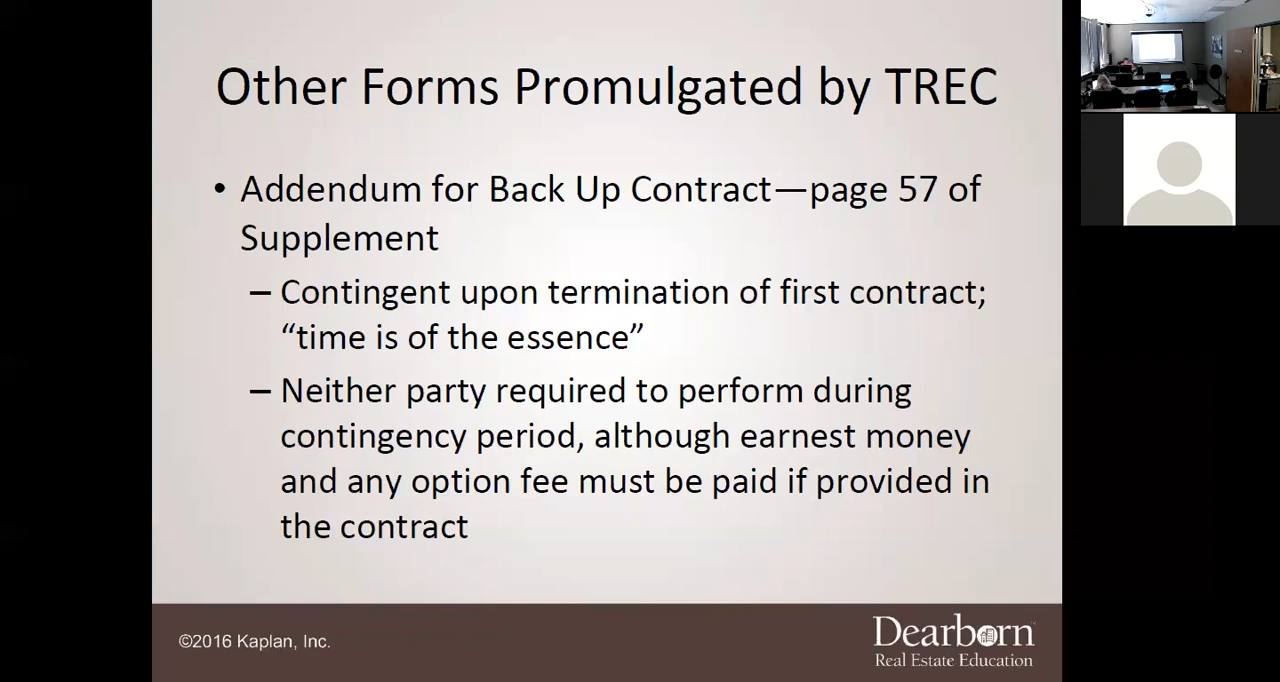 Other Forms Promulgated by TREC
• Addendum for Back Up Contract—page 57 of
Supplement
– Contingent upon termination of first contract;
“time is of the essence”
– Neither party required to perform during
contingency period, although earnest money
and any option fee must be paid if provided in
the contract
©2016 Kaplan, Inc.
Dearborn
Real Estate Education